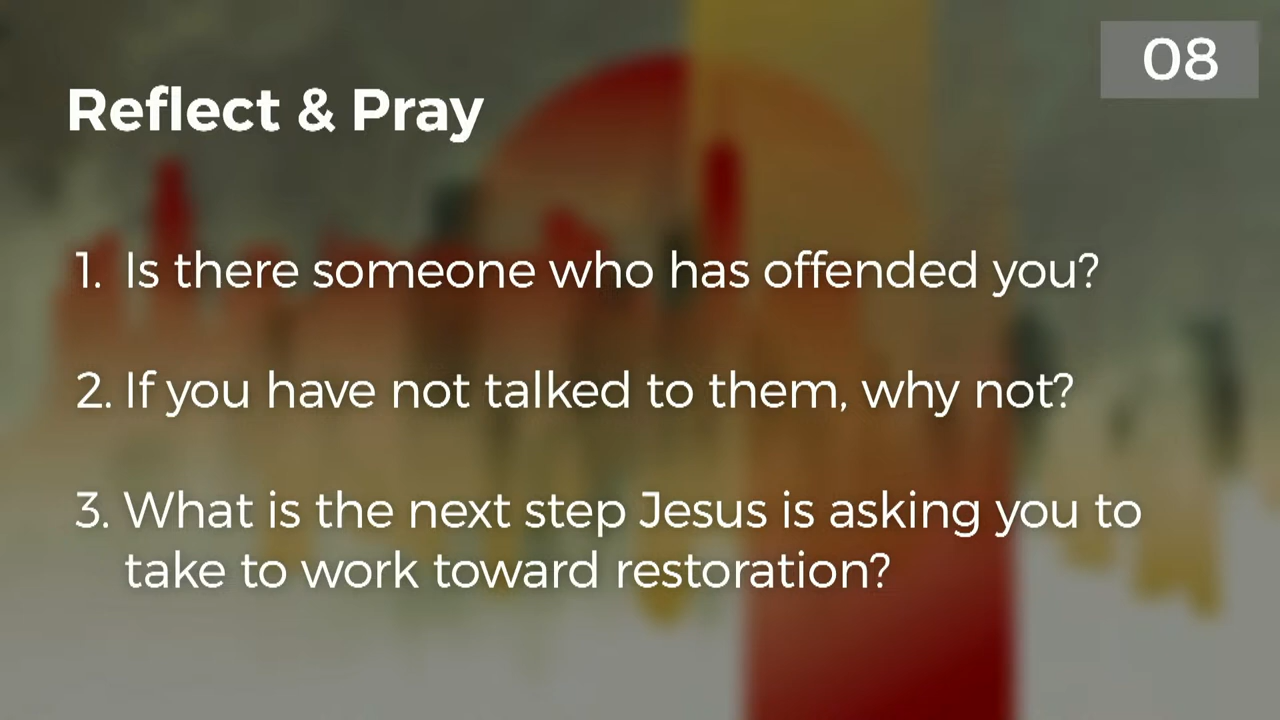 08
Reflect & Pray
1. Is there someone who has offended you?
2. If you have not talked to them, why not?
3. What is the next step Jesus is asking you to
take to work toward restoration?